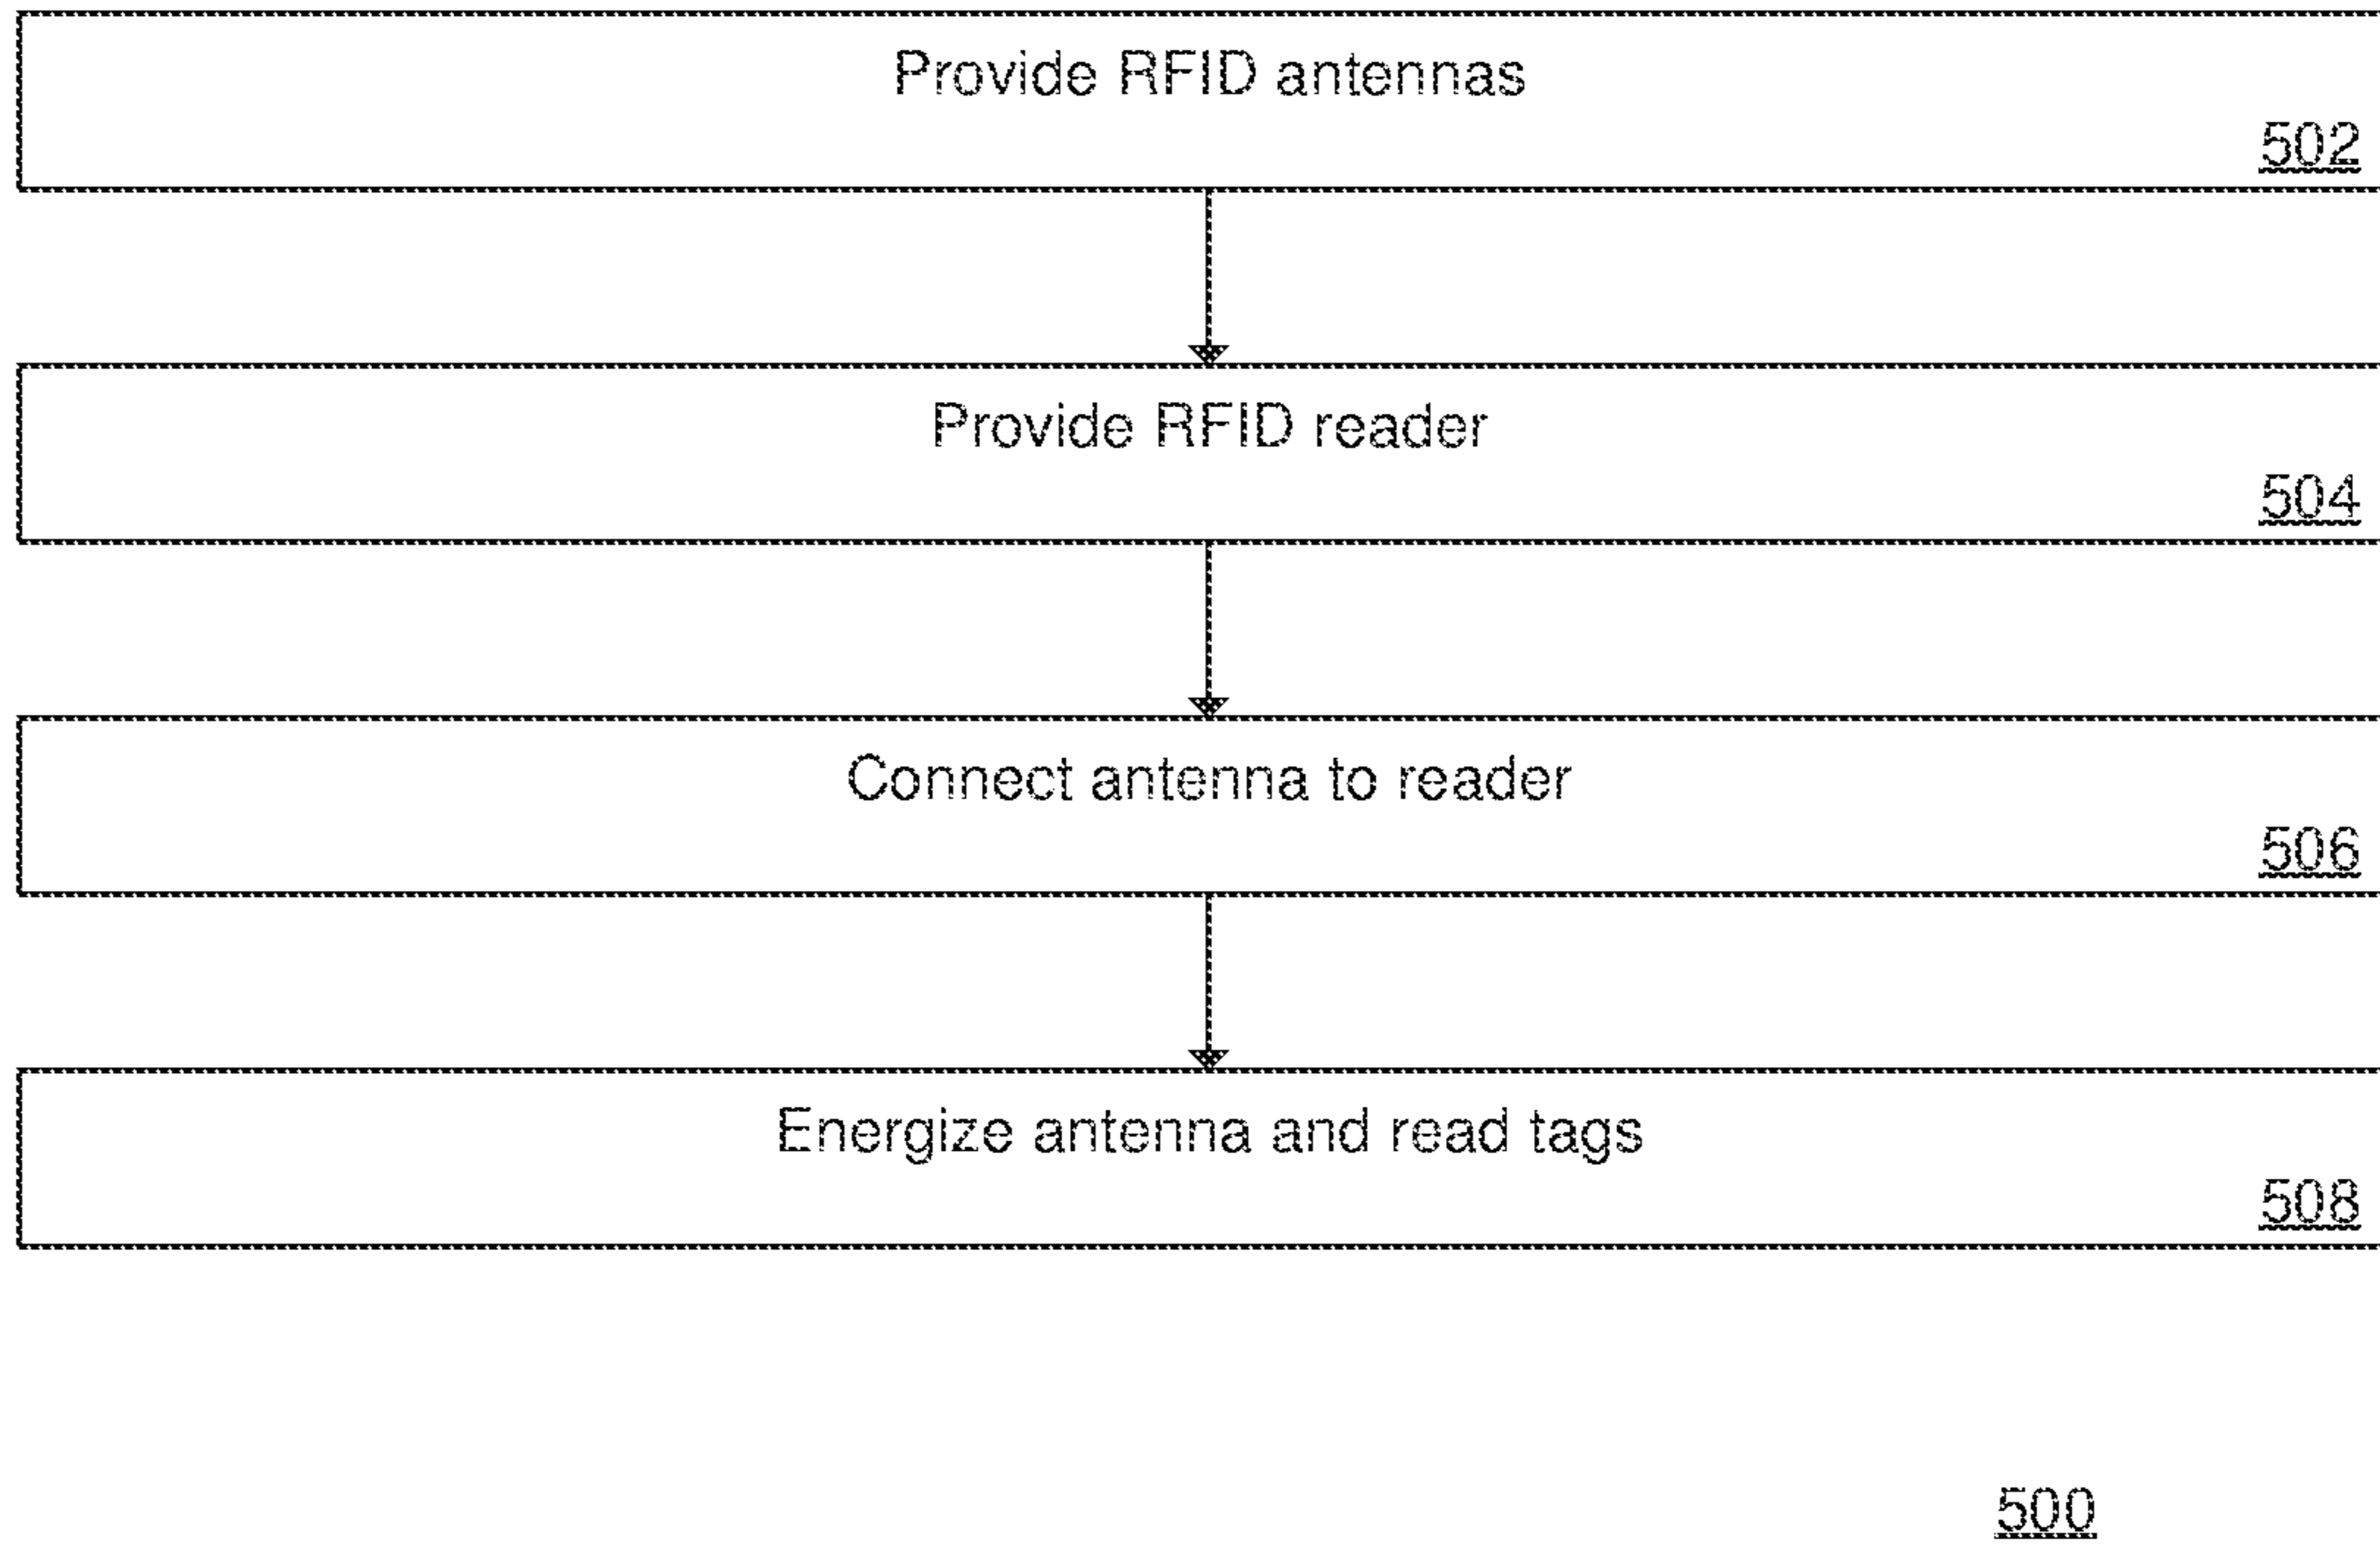 Provide RFID antennas
502
Provide RFID reader
504
Connect antenna to reader
506
Energize antenna and read tags
508
500